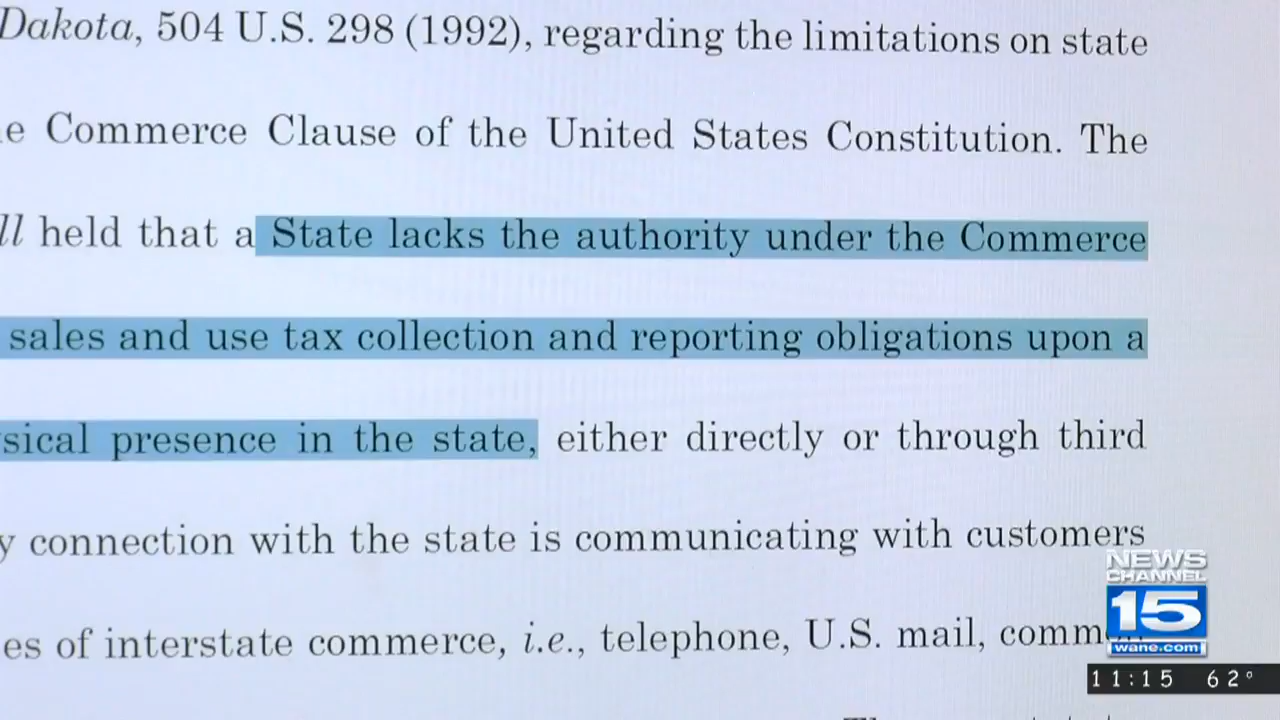 Dakota, 504 U.S. 298 (1992), regarding the limitations on state
e Commerce Clause of the United States Constitution. The
ll held that a State lacks the authority under the Commerce
sales and use tax collection and reporting obligations upon a
sical presence in the state, either directly or through third
y connection with the state is communicating with customers
es of interstate commerce, i.e., telephone, U.S. mail, common
NEWS
CHANNEL
15
wane.com
11:15 62°